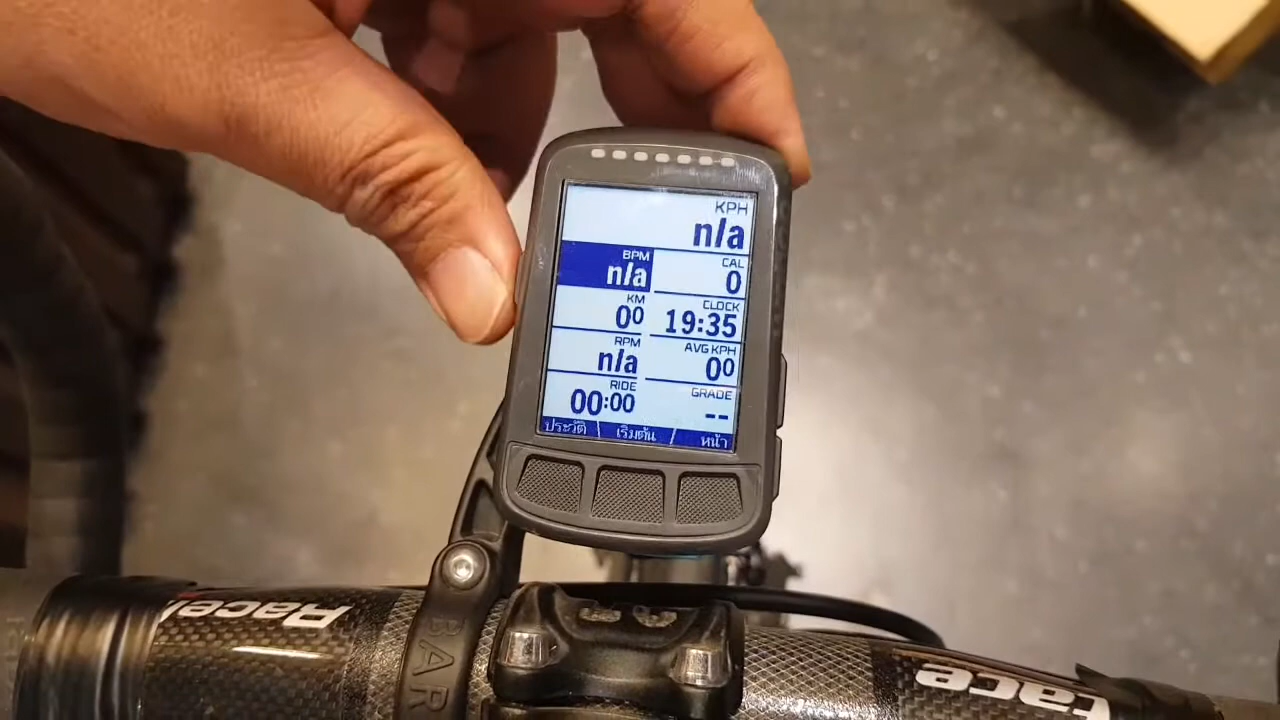 KPH
n/a
BPM
n/a
CAL
0
KM
00
CLOCK
19:35
RPM
n/a
AVG KPH
00
RIDE
00:00
GRADE
--
ประวัติ เริ่มต้น หน้า
Race
BAR